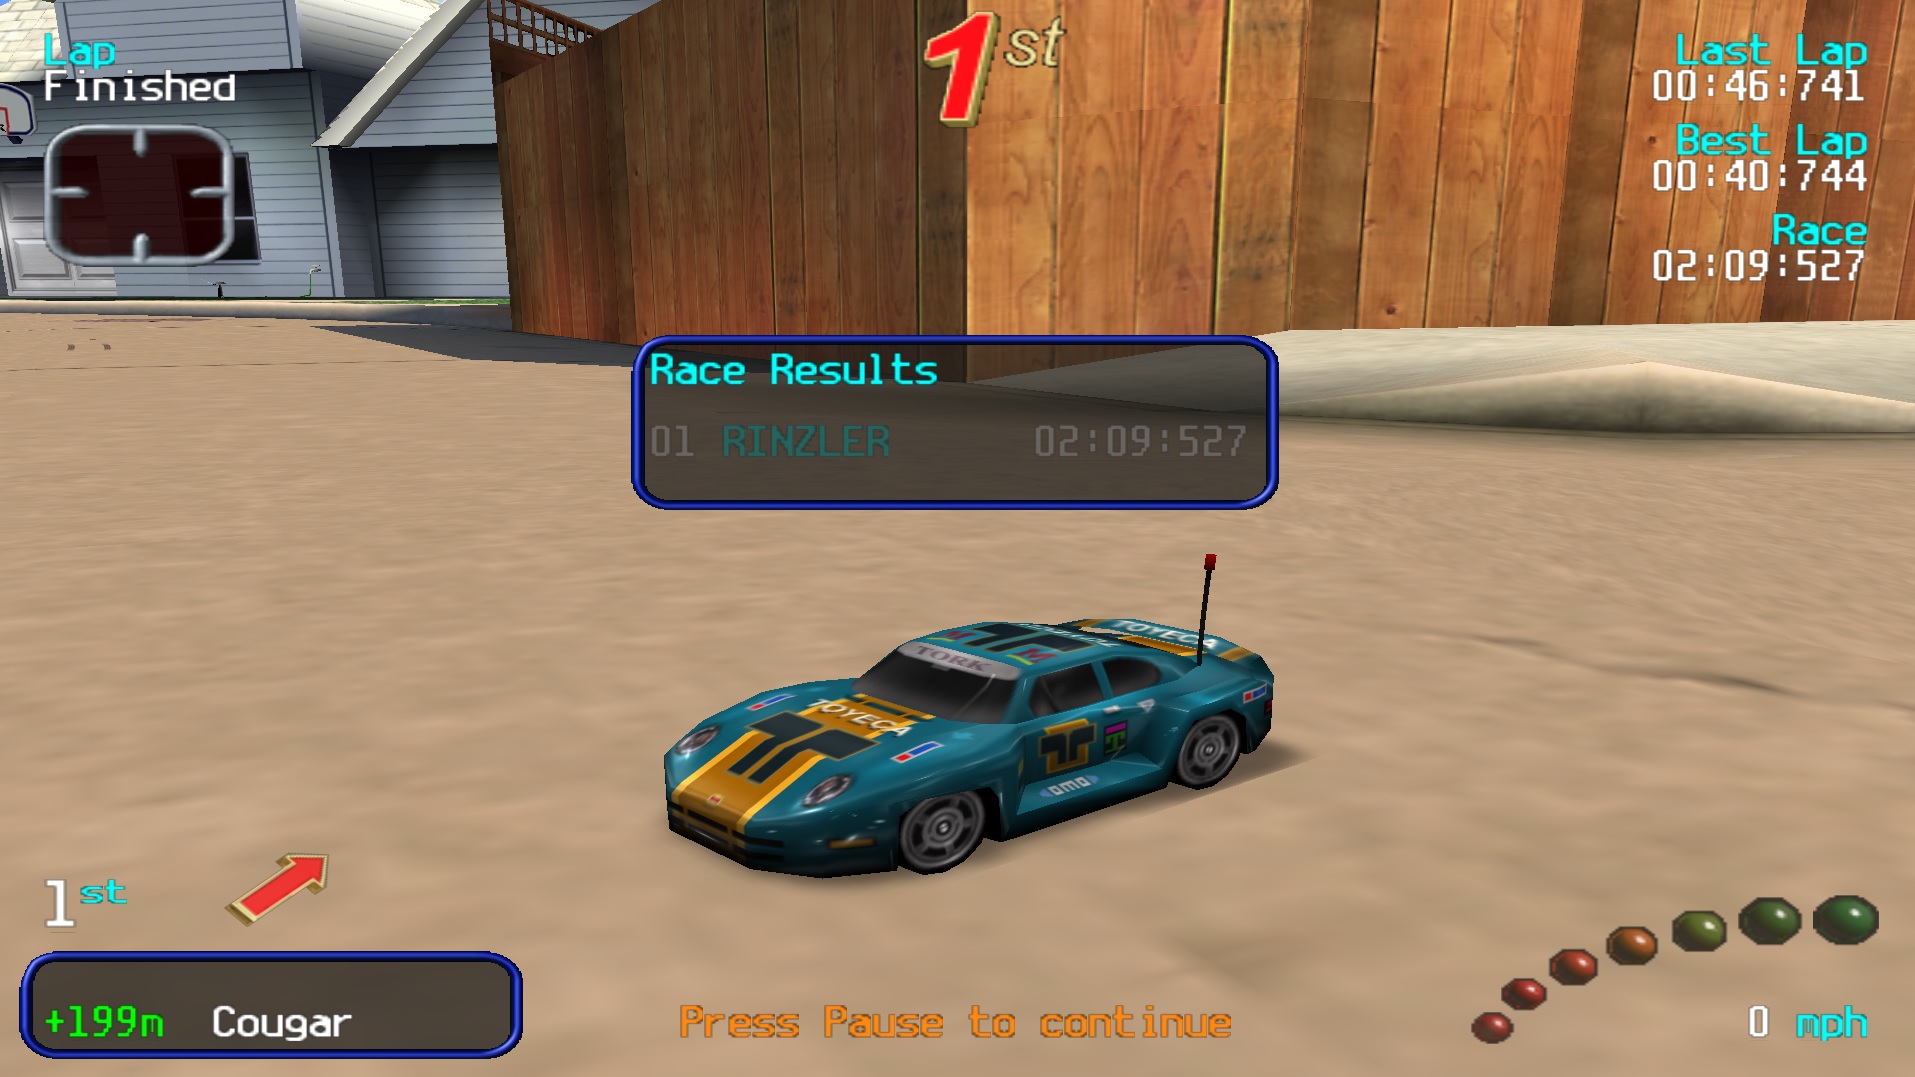 Lap
Finished
1st
Last Lap
00:46:741
Best Lap
00:40:744
Race
02:09:527
Race Results
01 RINZLER 02:09:527
TOYECA
TORK
TOYECA
omo
1st
+199m Cougar
Press Pause to continue
0 mph